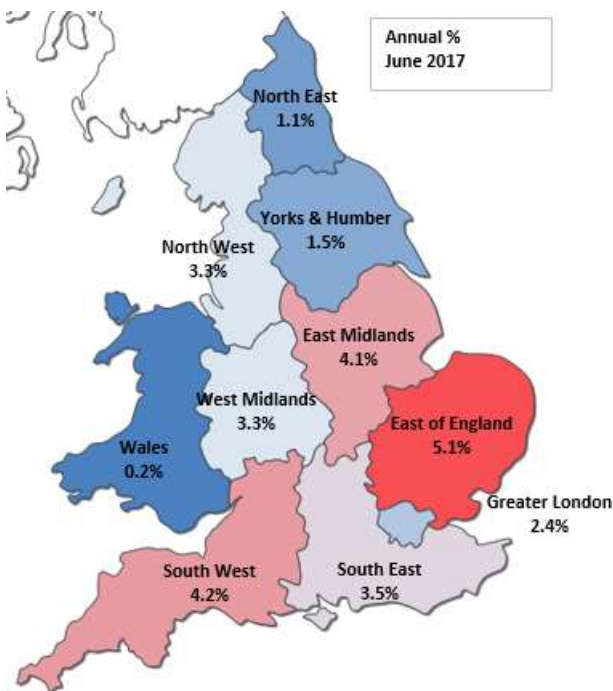 Annual %
June 2017
North East
1.1%
Yorks & Humber
1.5%
North West
3.3%
East Midlands
4.1%
West Midlands
3.3%
East of England
5.1%
Wales
0.2%
Greater London
2.4%
South West
4.2%
South East
3.5%